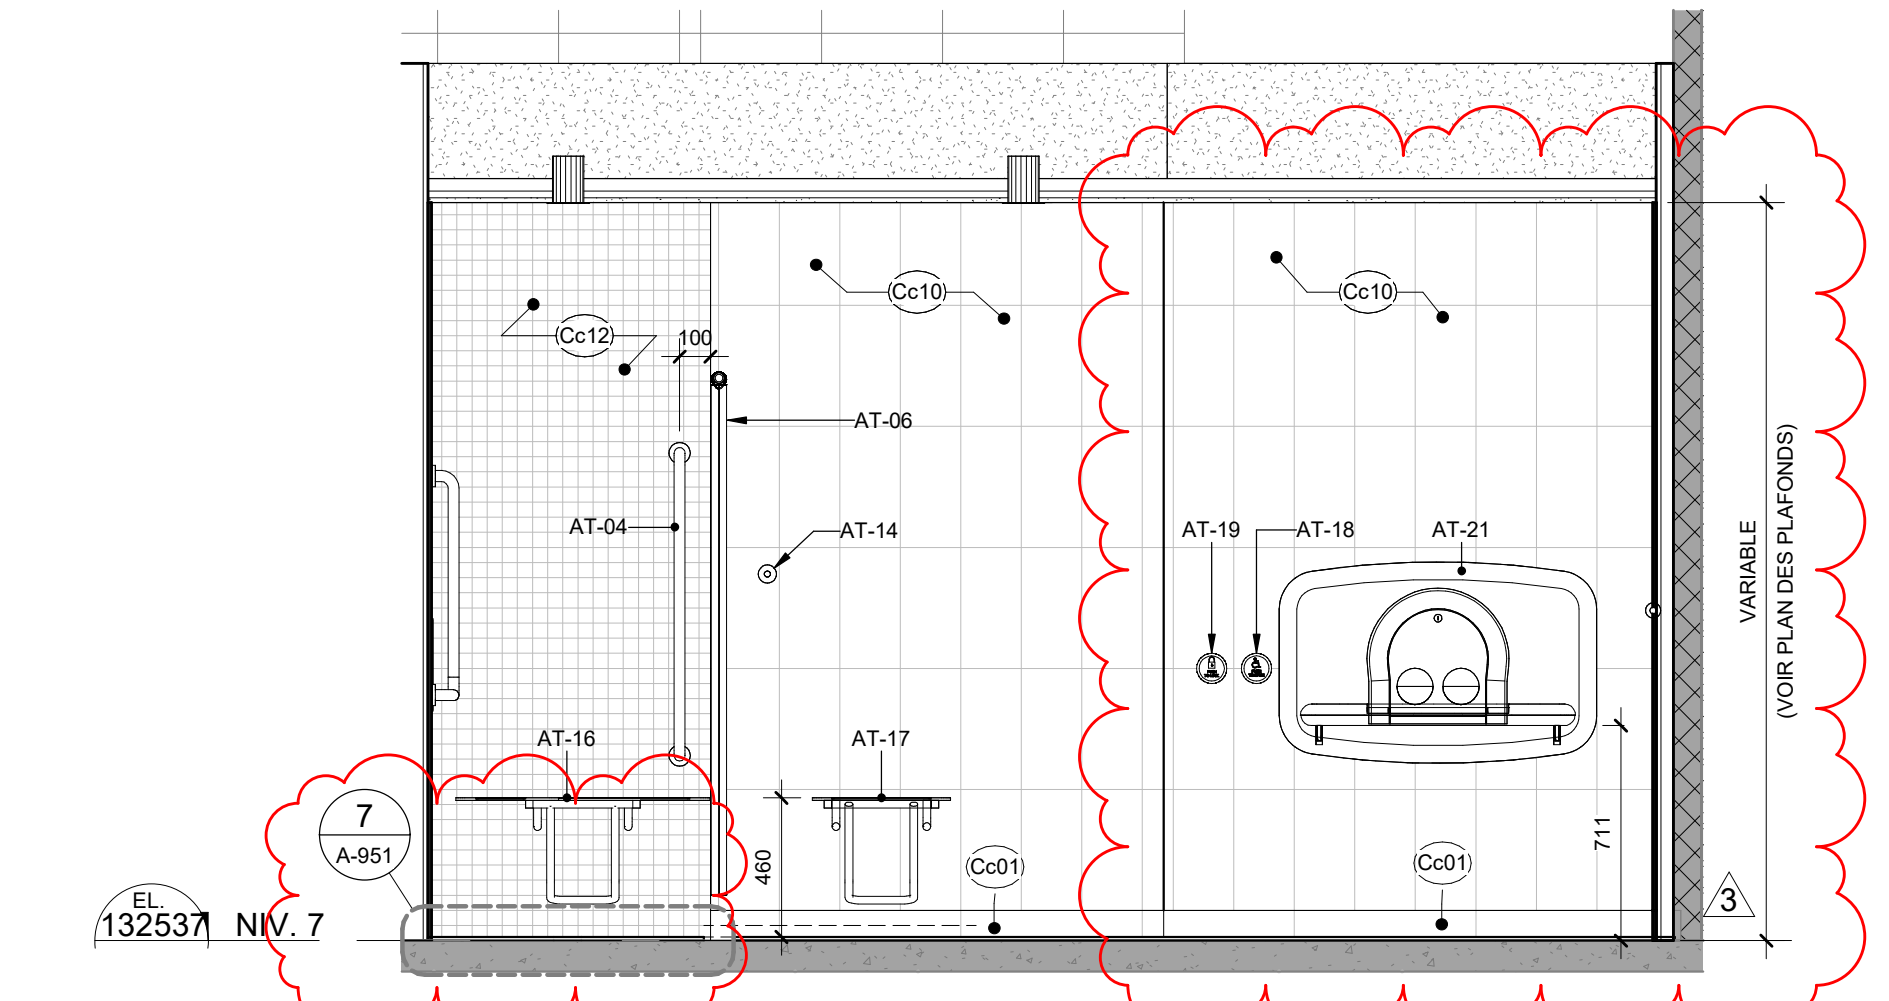 Cc10
Cc10
Cc12
100
AT-06
AT-04
AT-14
AT-19
AT-18
AT-21
VARIABLE
(VOIR PLAN DES PLAFONDS)
AT-16
AT-17
7
A-951
460
Cc01
711
Cc01
3
EL.
132537
NIV. 7